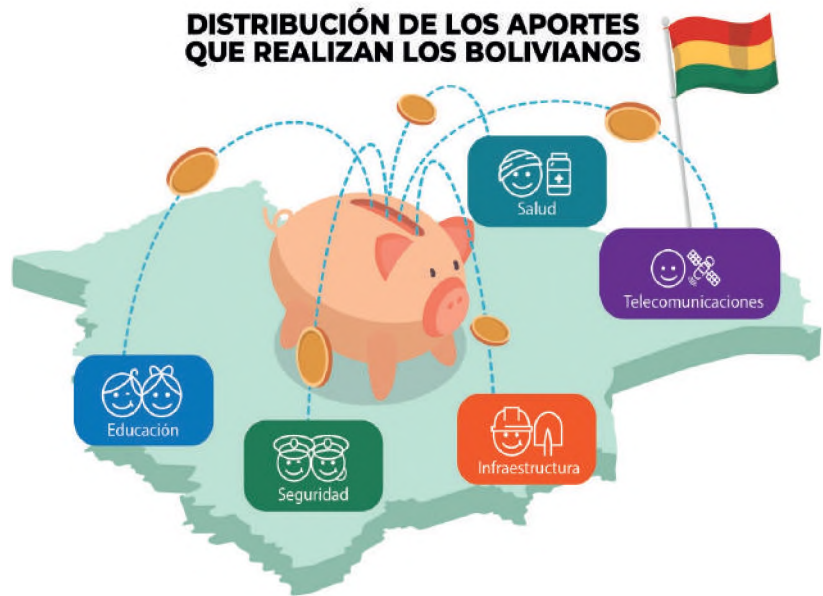 DISTRIBUCIÓN DE LOS APORTES
QUE REALIZAN LOS BOLIVIANOS
Salud
Telecomunicaciones
Educación
Seguridad
Infraestructura